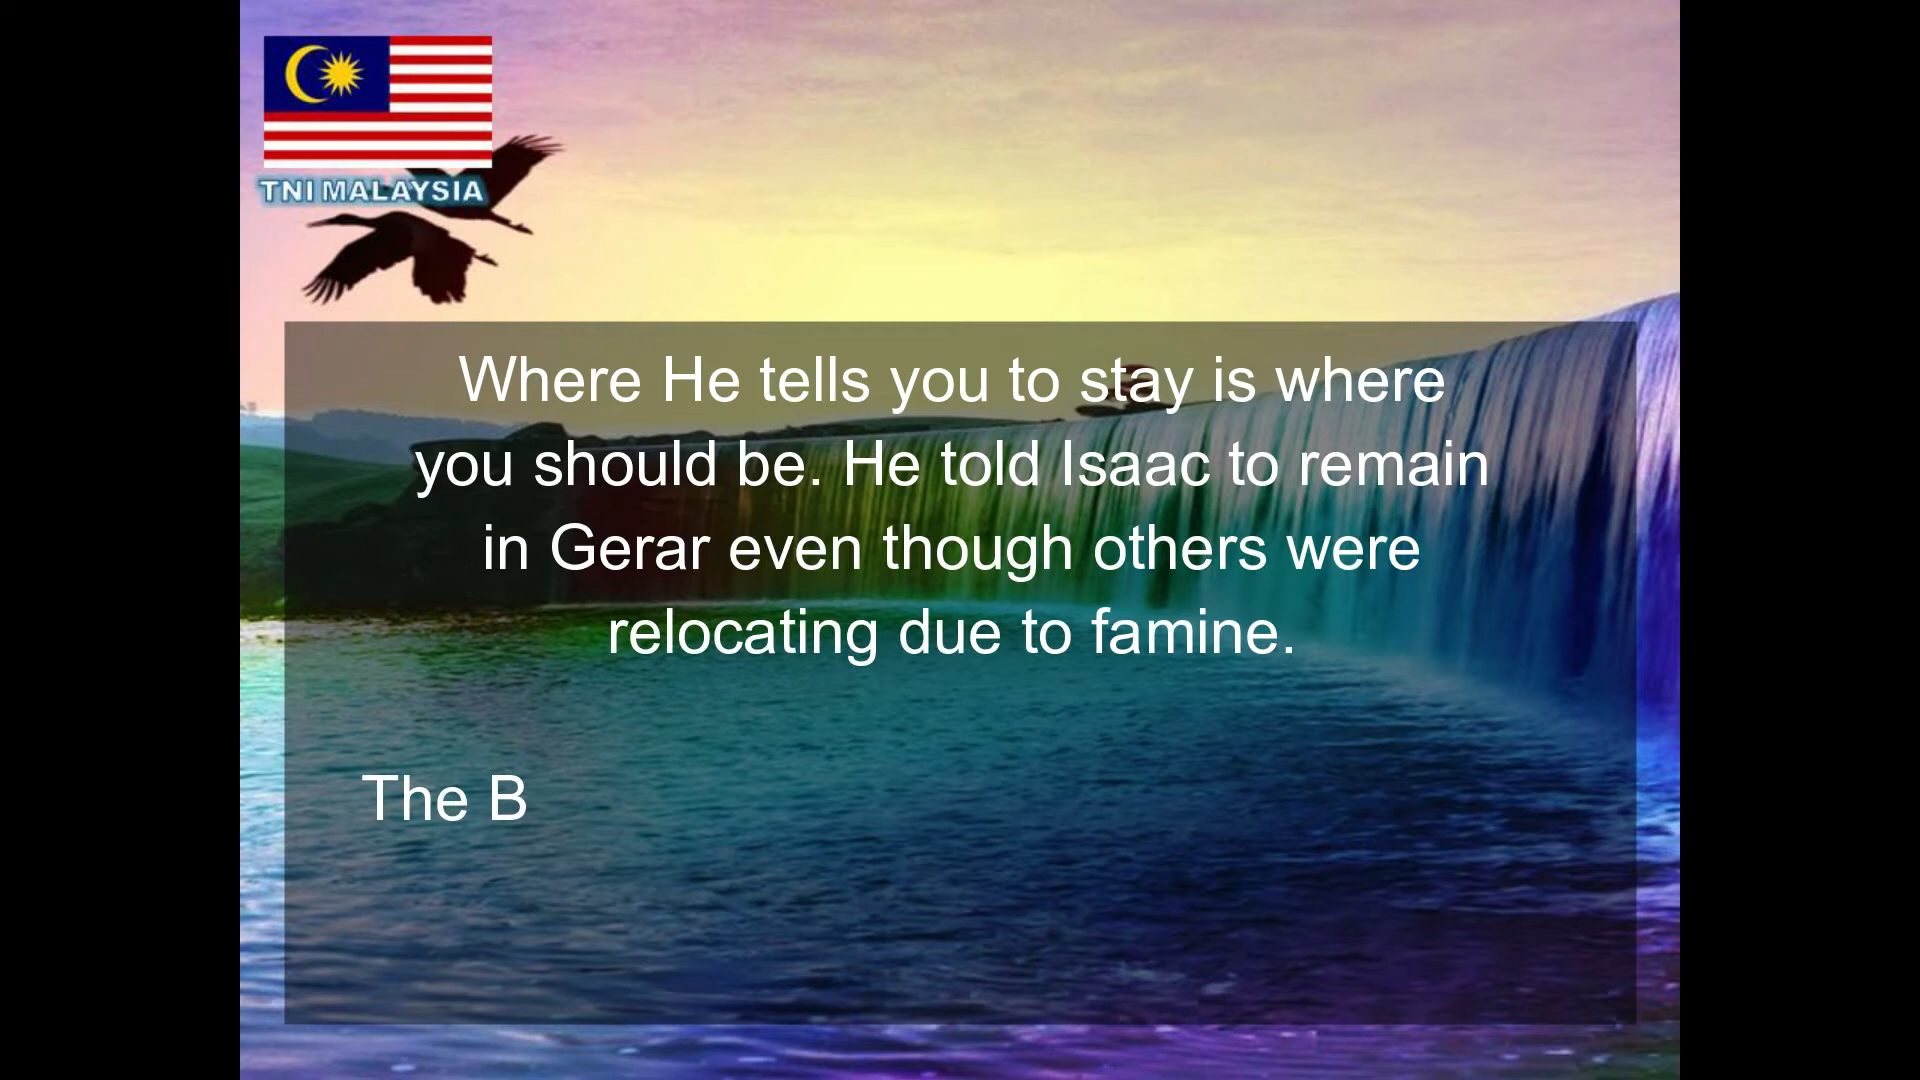 TNI MALAYSIA
Where He tells you to stay is where
you should be. He told Isaac to remain
in Gerar even though others were
relocating due to famine.
The B